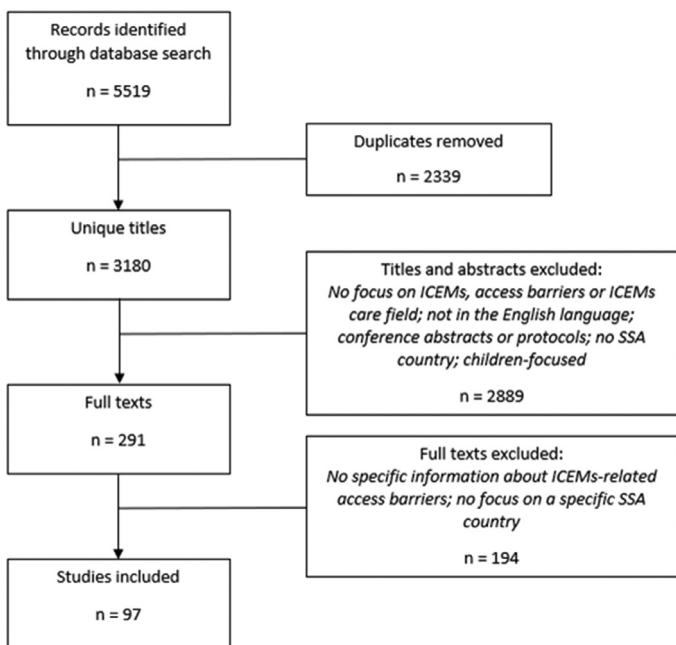 Records identified
through database search
n = 5519
Duplicates removed
n = 2339
Unique titles
n = 3180
Titles and abstracts excluded:
No focus on ICEMs, access barriers or ICEMs
care field; not in the English language;
conference abstracts or protocols; no SSA
country; children-focused
n = 2889
Full texts
n = 291
Full texts excluded:
No specific information about ICEMs-related
access barriers; no focus on a specific SSA
country
n = 194
Studies included
n = 97